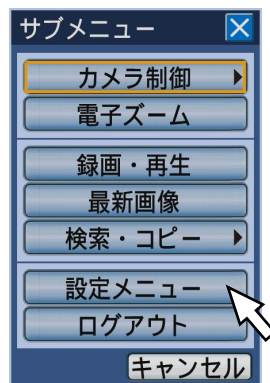 サブメニュー
カメラ制御
電子ズーム
録画・再生
最新画像
検索・コピー
設定メニュー
ログアウト
キャンセル